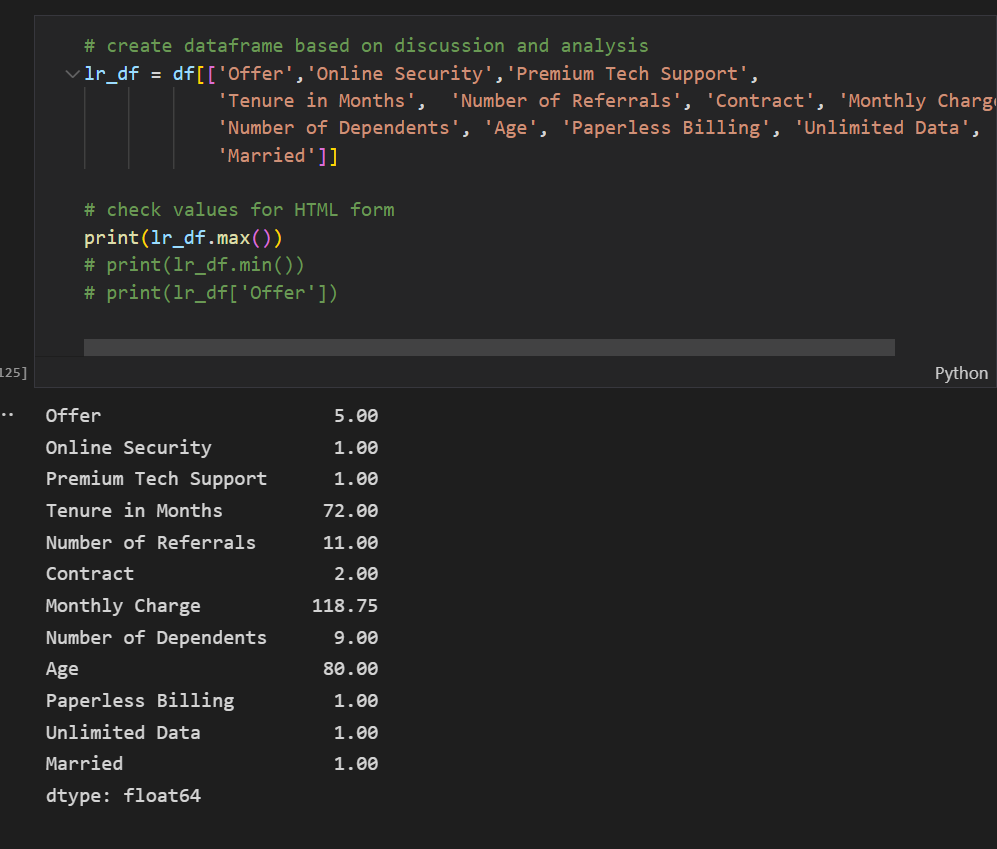 # create dataframe based on discussion and analysis
lr_df = df[['Offer','Online Security','Premium Tech Support',
'Tenure in Months', 'Number of Referrals', 'Contract', 'Monthly Charg
'Number of Dependents', 'Age', 'Paperless Billing', 'Unlimited Data',
'Married']]
# check values for HTML form
print(lr_df.max())
# print(lr_df.min())
# print(lr_df['Offer'])
125]
Python
Offer 5.00
Online Security 1.00
Premium Tech Support 1.00
Tenure in Months 72.00
Number of Referrals 11.00
Contract 2.00
Monthly Charge 118.75
Number of Dependents 9.00
Age 80.00
Paperless Billing 1.00
Unlimited Data 1.00
Married 1.00
dtype: float64